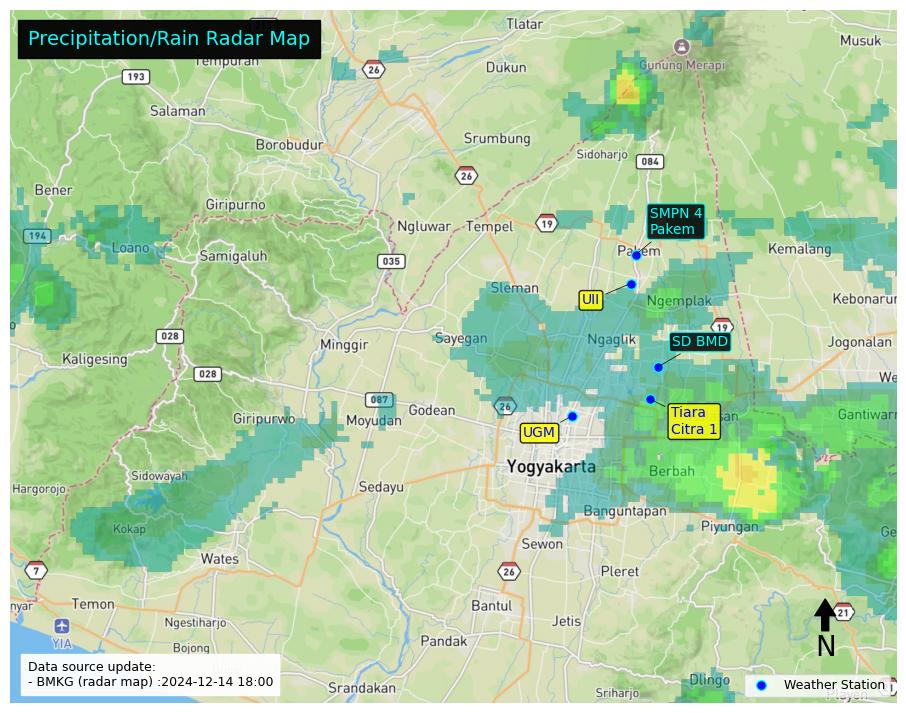 Precipitation/Rain Radar Map
Tlatar
Musuk
26
Dukun
Gunung Merapi
193
Salaman
Srumbung
Borobudur
Sidoharjo
084
26
Bener
Giripurno
SMPN 4
Pakem
194
Loano
Samigaluh
Ngluwar
Tempel
19
Kemalang
035
Sleman
UII
Ngemplak
19
028
Sayegan
Ngaglik
SD BMD
Jogonalan
Minggir
Kaligesing
028
087
Godean
26
Tiara
Citra 1
Giripurwo
Moyudan
UGM
Yogyakarta
Berbah
Sidowayah
Hargorojo
Sedayu
Banguntapan
Piyungan
Kokap
Sewon
Wates
7
26
Pleret
Temon
Bantul
21
Ngestiharjo
Jetis
YIA
Bojong
Pandak
N
Data source update:
- BMKG (radar map) :2024-12-14 18:00
Srandakan
Sriharjo
Dlingo
Weather Station